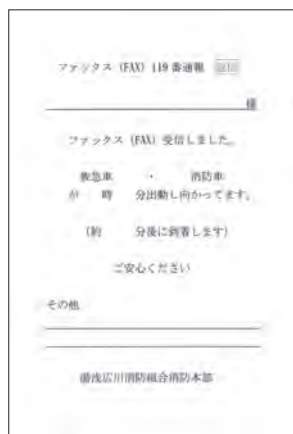 ファックス (FAX) 119番通報 返信
様
ファックス (FAX) 受信しました。
救急車 ・ 消防車
が 時 分出動し向かってます。
(約 分後に到着します)
ご安心ください
その他
湯浅広川消防組合消防本部